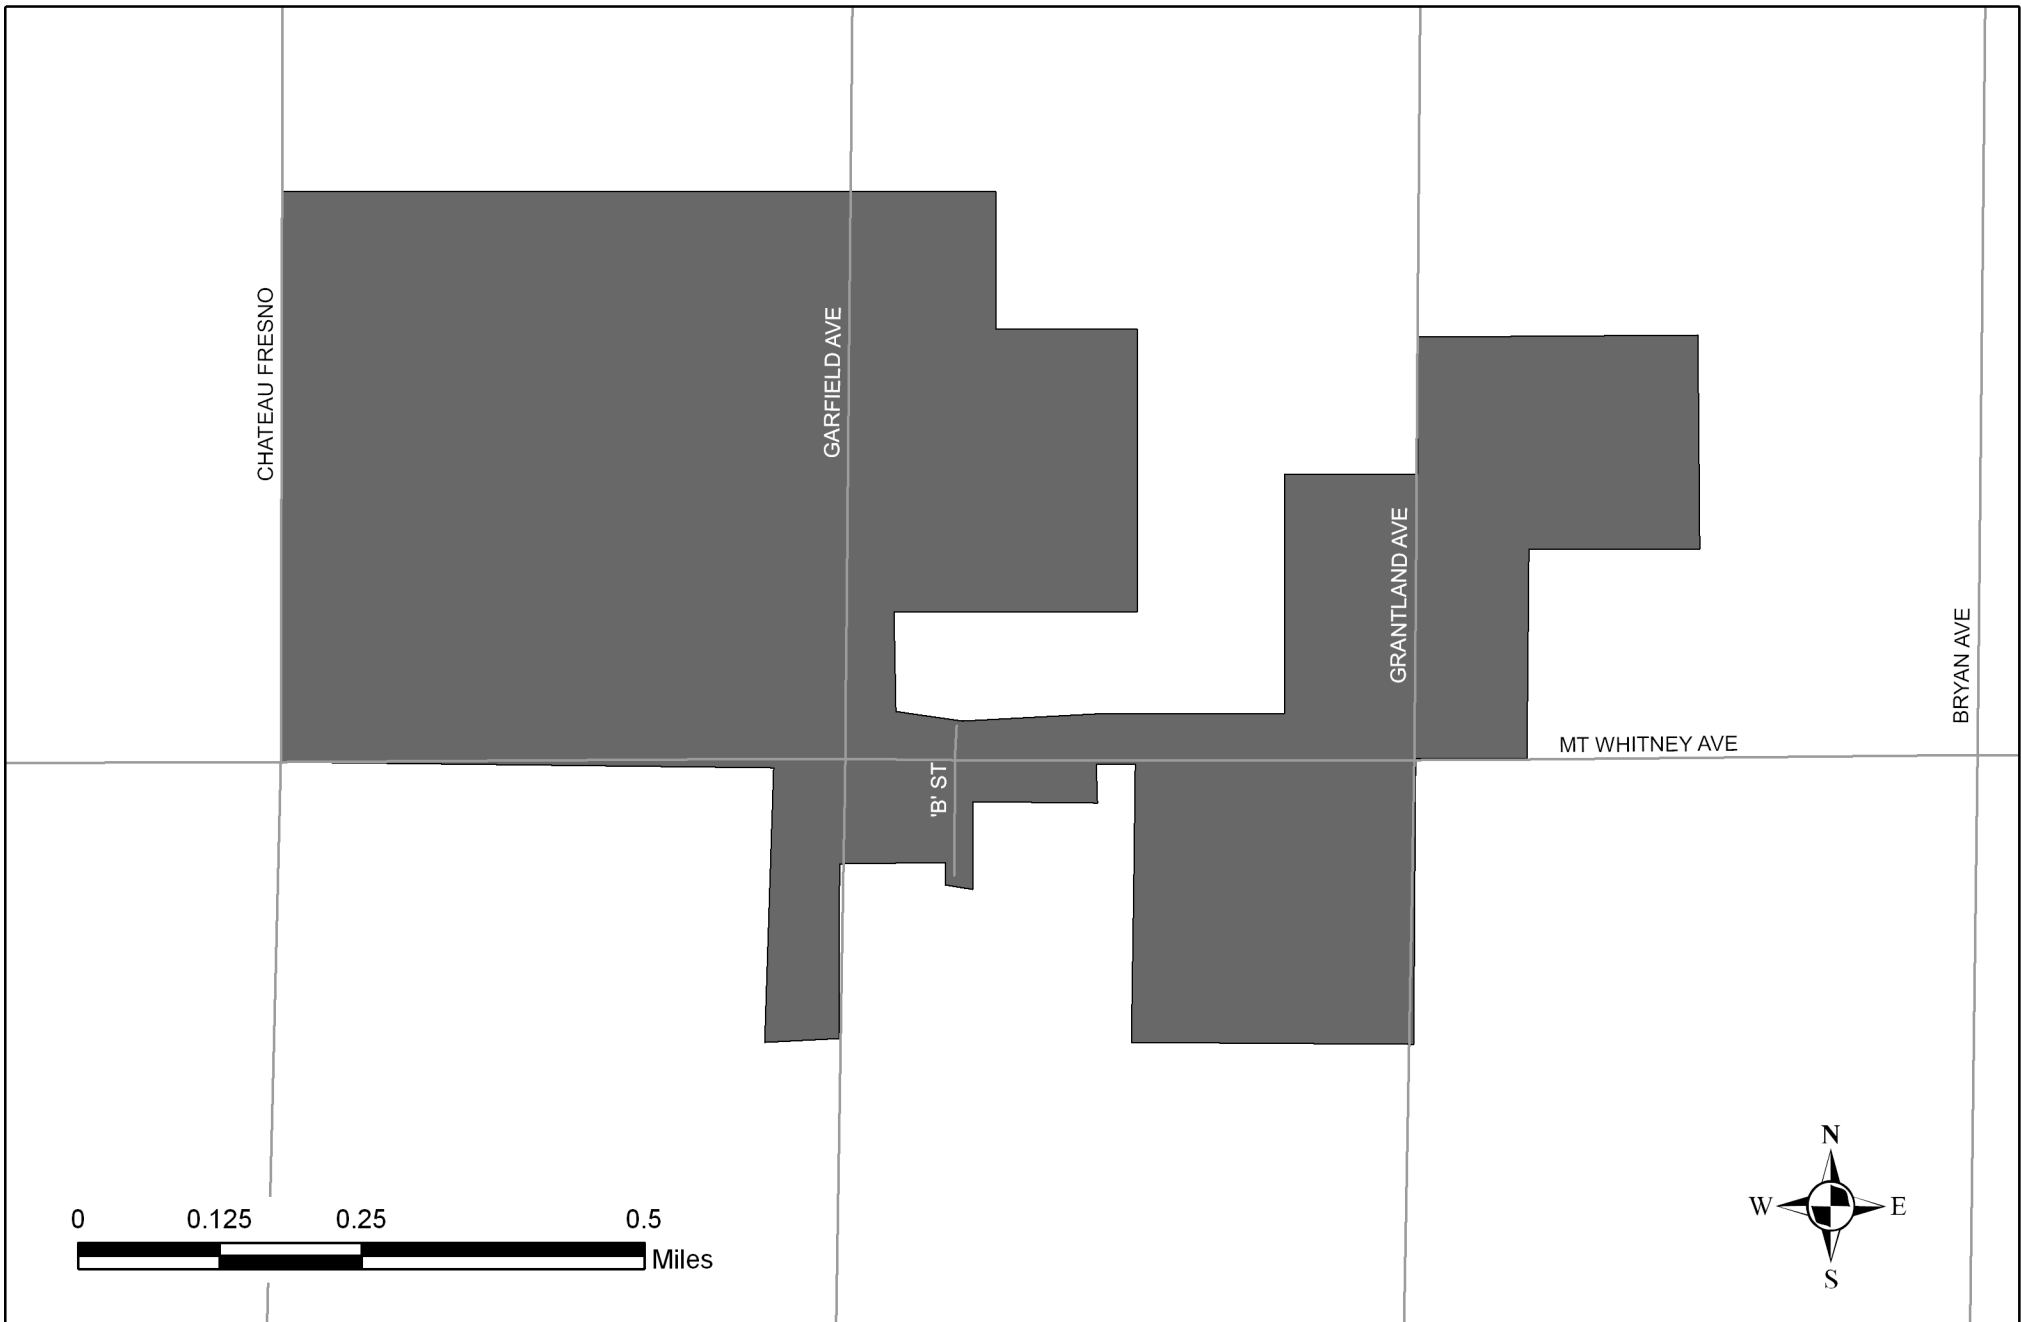 CHATEAU FRESNO
GARFIELD AVE
GRANTLAND AVE
BRYAN AVE
MT WHITNEY AVE
'B' ST
N
W E
S
0 0.125 0.25 0.5
Miles